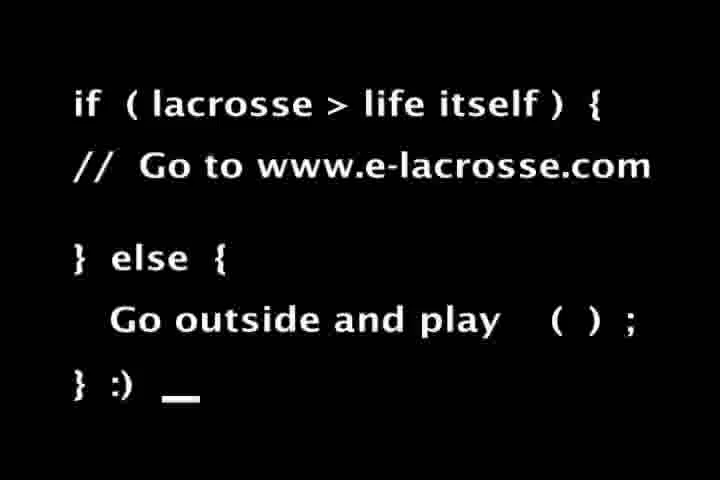 if ( lacrosse > life itself ) {
// Go to www.e-lacrosse.com
} else {
Go outside and play ( ) ;
} :) _